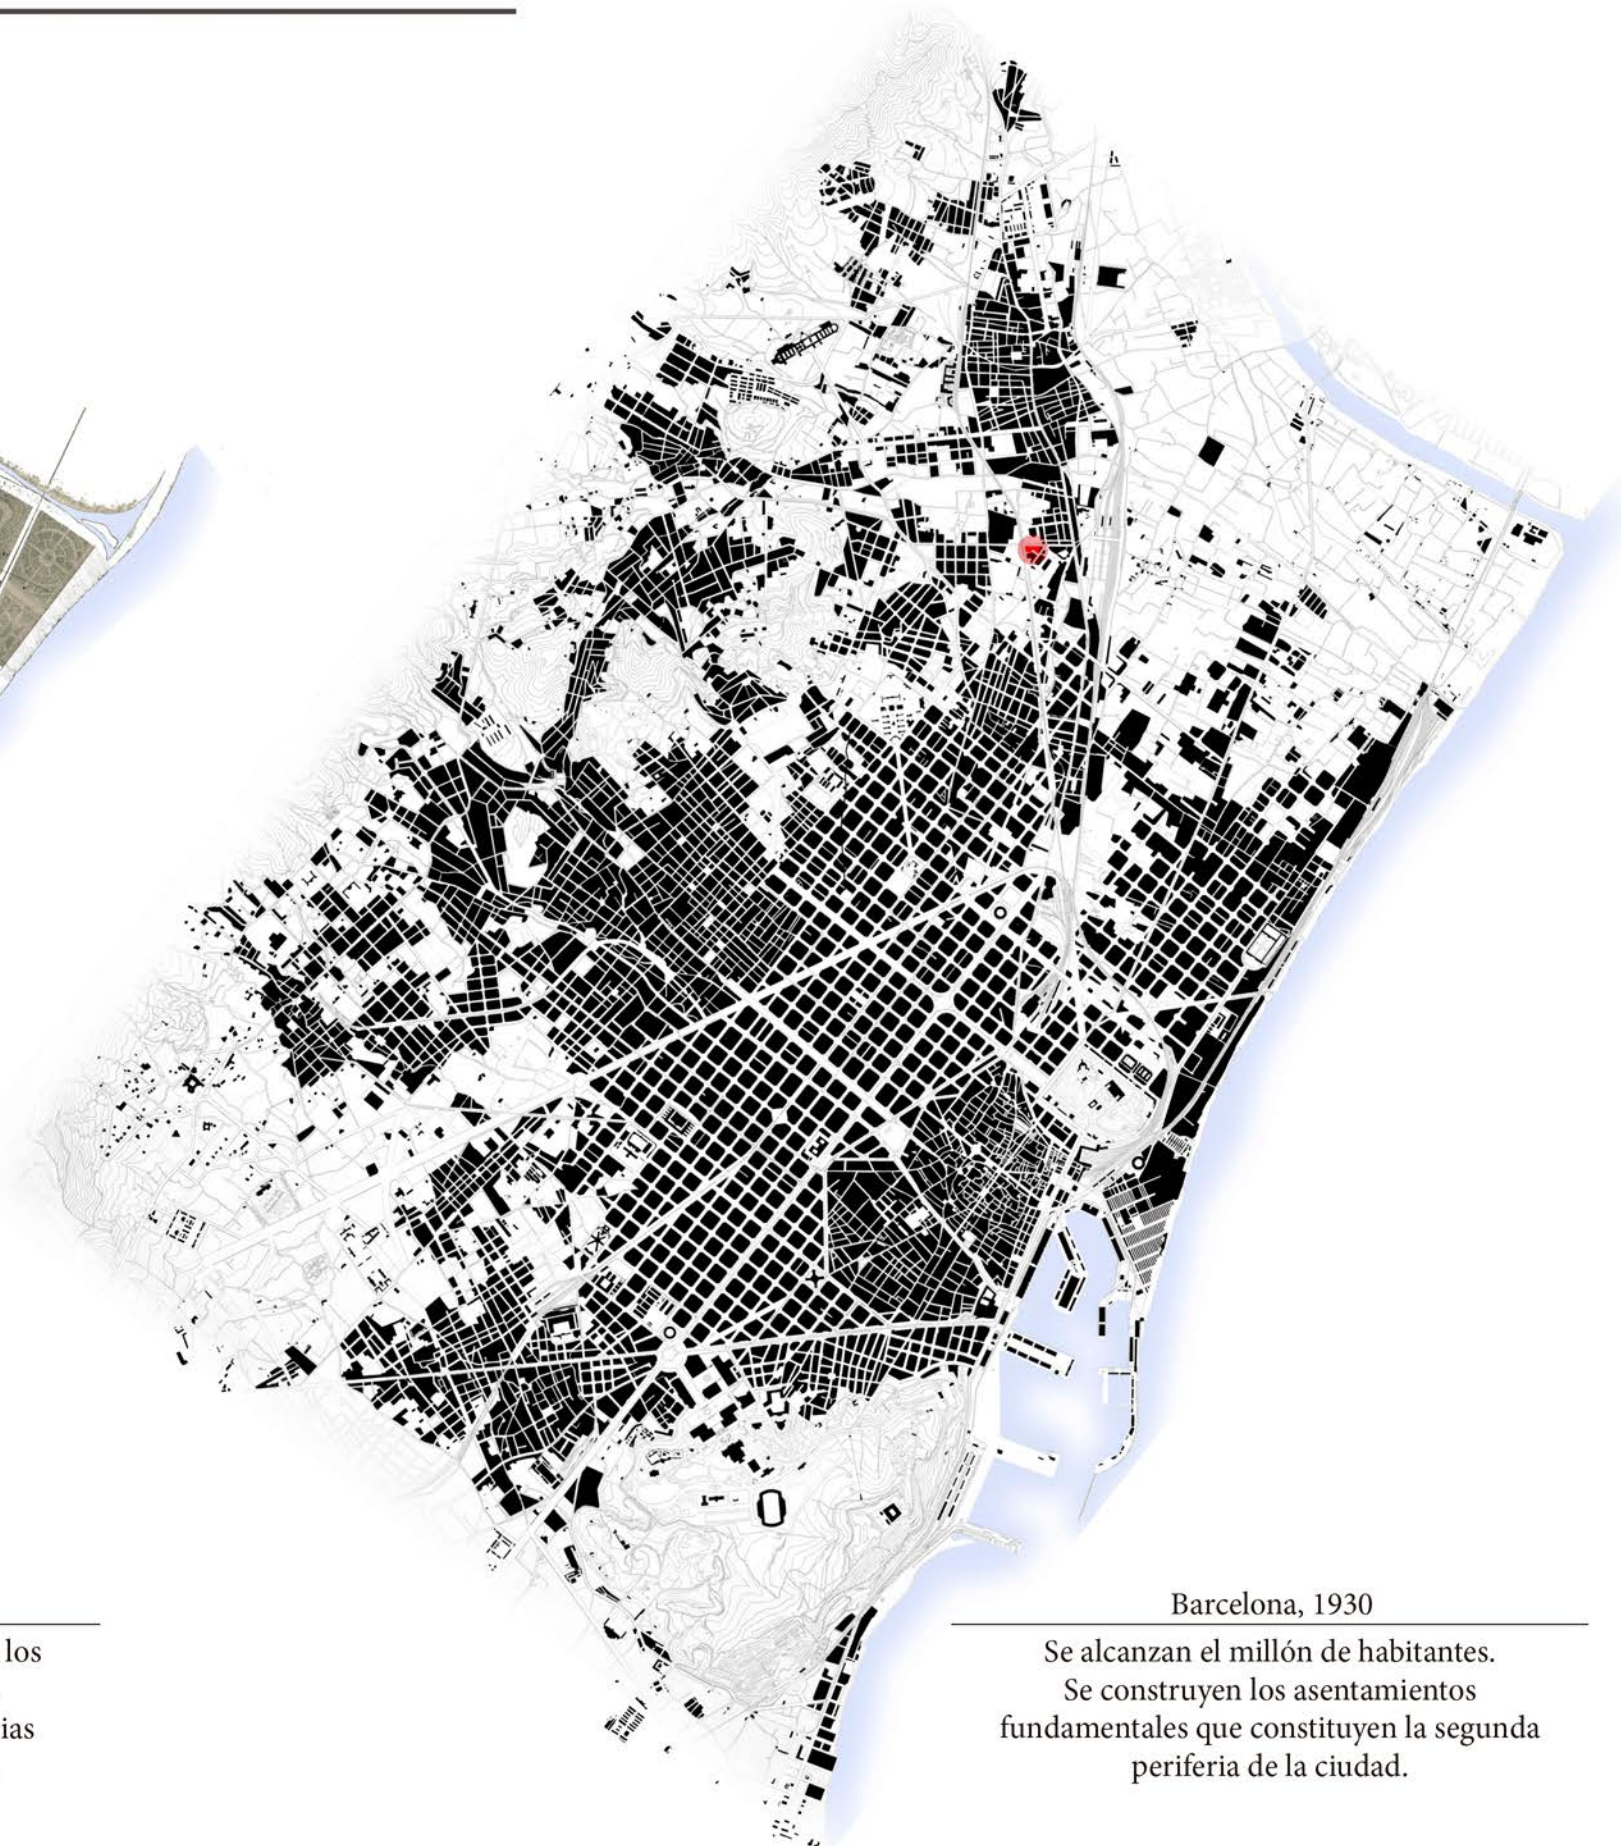 los
ias
Barcelona, 1930
Se alcanzan el millón de habitantes.
Se construyen los asentamientos
fundamentales que constituyen la segunda
periferia de la ciudad.